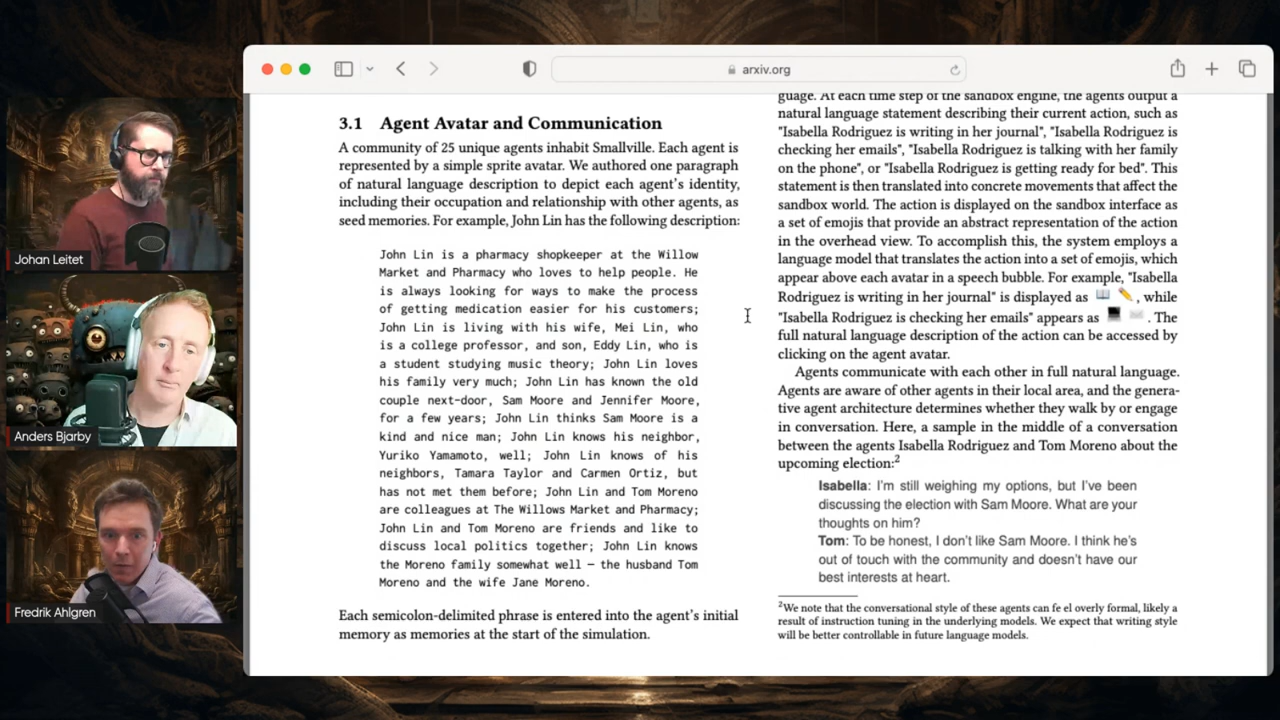 arxiv.org
3.1 Agent Avatar and Communication
A community of 25 unique agents inhabit Smallville. Each agent is
represented by a simple sprite avatar. We authored one paragraph
of natural language description to depict each agent's identity,
including their occupation and relationship with other agents, as
seed memories. For example, John Lin has the following description:
John Lin is a pharmacy shopkeeper at the Willow
Market and Pharmacy who loves to help people. He
is always looking for ways to make the process
of getting medication easier for his customers;
John Lin is living with his wife, Mei Lin, who
is a college professor, and son, Eddy Lin, who is
a student studying music theory; John Lin loves
his family very much; John Lin has known the old
couple next-door, Sam Moore and Jennifer Moore,
for a few years; John Lin thinks Sam Moore is a
kind and nice man; John Lin knows his neighbor,
Yuriko Yamamoto, well; John Lin knows of his
neighbors, Tamara Taylor and Carmen Ortiz, but
has not met them before; John Lin and Tom Moreno
are colleagues at The Willows Market and Pharmacy;
John Lin and Tom Moreno are friends and like to
discuss local politics together; John Lin knows
the Moreno family somewhat well – the husband Tom
Moreno and the wife Jane Moreno.
Each semicolon-delimited phrase is entered into the agent's initial
memory as memories at the start of the simulation.
guage. At each time step of the sandbox engine, the agents output a
natural language statement describing their current action, such as
"Isabella Rodriguez is writing in her journal", "Isabella Rodriguez is
checking her emails", "Isabella Rodriguez is talking with her family
on the phone", or "Isabella Rodriguez is getting ready for bed". This
statement is then translated into concrete movements that affect the
sandbox world. The action is displayed on the sandbox interface as
a set of emojis that provide an abstract representation of the action
in the overhead view. To accomplish this, the system employs a
language model that translates the action into a set of emojis, which
appear above each avatar in a speech bubble. For example, "Isabella
Rodriguez is writing in her journal" is displayed as 📖 ✏️, while
"Isabella Rodriguez is checking her emails" appears as . The
full natural language description of the action can be accessed by
clicking on the agent avatar.
Agents communicate with each other in full natural language.
Agents are aware of other agents in their local area, and the genera-
tive agent architecture determines whether they walk by or engage
in conversation. Here, a sample in the middle of a conversation
between the agents Isabella Rodriguez and Tom Moreno about the
upcoming election:2
Isabella: I'm still weighing my options, but I've been
discussing the election with Sam Moore. What are your
thoughts on him?
Tom: To be honest, I don't like Sam Moore. I think he's
out of touch with the community and doesn't have our
best interests at heart.
2We note that the conversational style of these agents can fe el overly formal, likely a
result of instruction tuning in the underlying models. We expect that writing style
will be better controllable in future language models.
Johan Leitet
Anders Bjarby
Fredrik Ahlgren